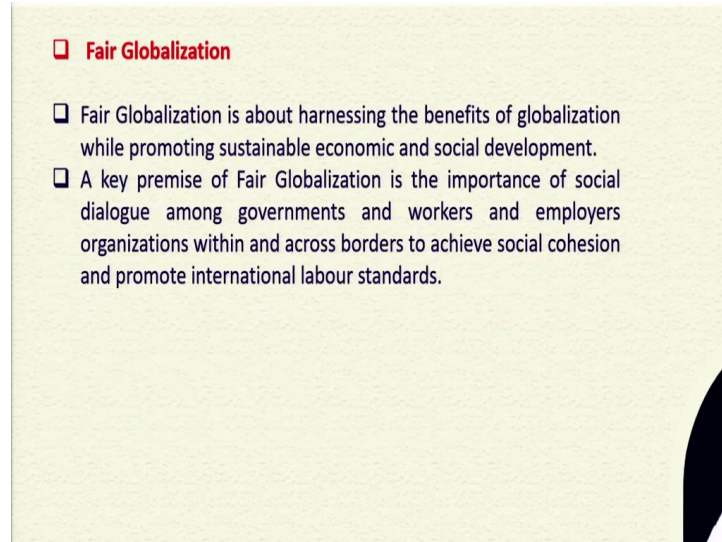 ❑ Fair Globalization
❑ Fair Globalization is about harnessing the benefits of globalization
while promoting sustainable economic and social development.
❑ A key premise of Fair Globalization is the importance of social
dialogue among governments and workers and employers
organizations within and across borders to achieve social cohesion
and promote international labour standards.